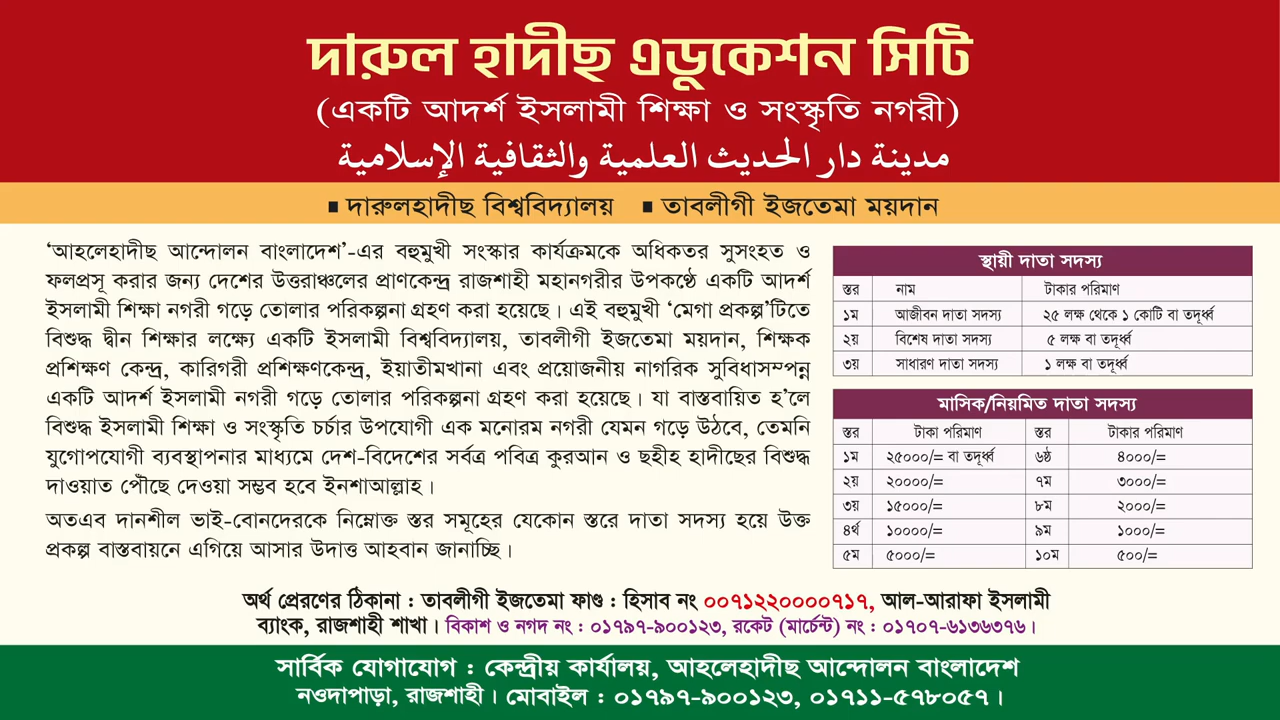 দারুল হাদীছ এডুকেশন সিটি
(একটি আদর্শ ইসলামী শিক্ষা ও সংস্কৃতি নগরী)
مدينة دار الحديث العلمية والثقافية الإسلامية
■ দারুলহাদীছ বিশ্ববিদ্যালয় ■ তাবলীগী ইজতেমা ময়দান
‘আহলেহাদীছ আন্দোলন বাংলাদেশ’-এর বহুমুখী সংস্কার কার্যক্রমকে অধিকতর সুসংহত ও
ফলপ্রসূ করার জন্য দেশের উত্তরাঞ্চলের প্রাণকেন্দ্র রাজশাহী মহানগরীর উপকণ্ঠে একটি আদর্শ
ইসলামী শিক্ষা নগরী গড়ে তোলার পরিকল্পনা গ্রহণ করা হয়েছে। এই বহুমুখী ‘মেগা প্রকল্প’টিতে
বিশুদ্ধ দ্বীন শিক্ষার লক্ষ্যে একটি ইসলামী বিশ্ববিদ্যালয়, তাবলীগী ইজতেমা ময়দান, শিক্ষক
প্রশিক্ষণ কেন্দ্র, কারিগরী প্রশিক্ষণকেন্দ্র, ইয়াতীমখানা এবং প্রয়োজনীয় নাগরিক সুবিধাসম্পন্ন
একটি আদর্শ ইসলামী নগরী গড়ে তোলার পরিকল্পনা গ্রহণ করা হয়েছে। যা বাস্তবায়িত হ’লে
বিশুদ্ধ ইসলামী শিক্ষা ও সংস্কৃতি চর্চার উপযোগী এক মনোরম নগরী যেমন গড়ে উঠবে, তেমনি
যুগোপযোগী ব্যবস্থাপনার মাধ্যমে দেশ-বিদেশের সর্বত্র পবিত্র কুরআন ও ছহীহ হাদীছের বিশুদ্ধ
দাওয়াত পৌঁছে দেওয়া সম্ভব হবে ইনশাআল্লাহ।
অতএব দানশীল ভাই-বোনদেরকে নিম্নোক্ত স্তর সমূহের যেকোন স্তরে দাতা সদস্য হয়ে উক্ত
প্রকল্প বাস্তবায়নে এগিয়ে আসার উদাত্ত আহবান জানাচ্ছি।
স্থায়ী দাতা সদস্য
স্তর নাম টাকার পরিমাণ
১ম আজীবন দাতা সদস্য ২৫ লক্ষ থেকে ১ কোটি বা তদূর্ধ্ব
২য় বিশেষ দাতা সদস্য ৫ লক্ষ বা তদূর্ধ্ব
৩য় সাধারণ দাতা সদস্য ১ লক্ষ বা তদূর্ধ্ব
মাসিক/নিয়মিত দাতা সদস্য
স্তর টাকা পরিমাণ স্তর টাকার পরিমাণ
১ম ২৫০০০/= বা তদূর্ধ্ব ৬ষ্ঠ ৪০০০/=
২য় ২০০০০/= ৭ম ৩০০০/=
৩য় ১৫০০০/= ৮ম ২০০০/=
৪র্থ ১০০০০/= ৯ম ১০০০/=
৫ম ৫০০০/= ১০ম ৫০০/=
অর্থ প্রেরণের ঠিকানা : তাবলীগী ইজতেমা ফাণ্ড : হিসাব নং ০০৭১২২০০০০৭১৭, আল-আরাফা ইসলামী
ব্যাংক, রাজশাহী শাখা। বিকাশ ও নগদ নং : ০১৭৯৭-৯০০১২৩, রকেট (মার্চেন্ট) নং : ০১৭০৭-৬১৩৬৩৭৬।
সার্বিক যোগাযোগ : কেন্দ্রীয় কার্যালয়, আহলেহাদীছ আন্দোলন বাংলাদেশ
নওদাপাড়া, রাজশাহী। মোবাইল : ০১৭৯৭-৯০০১২৩, ০১৭১১-৫৭৮০৫৭।